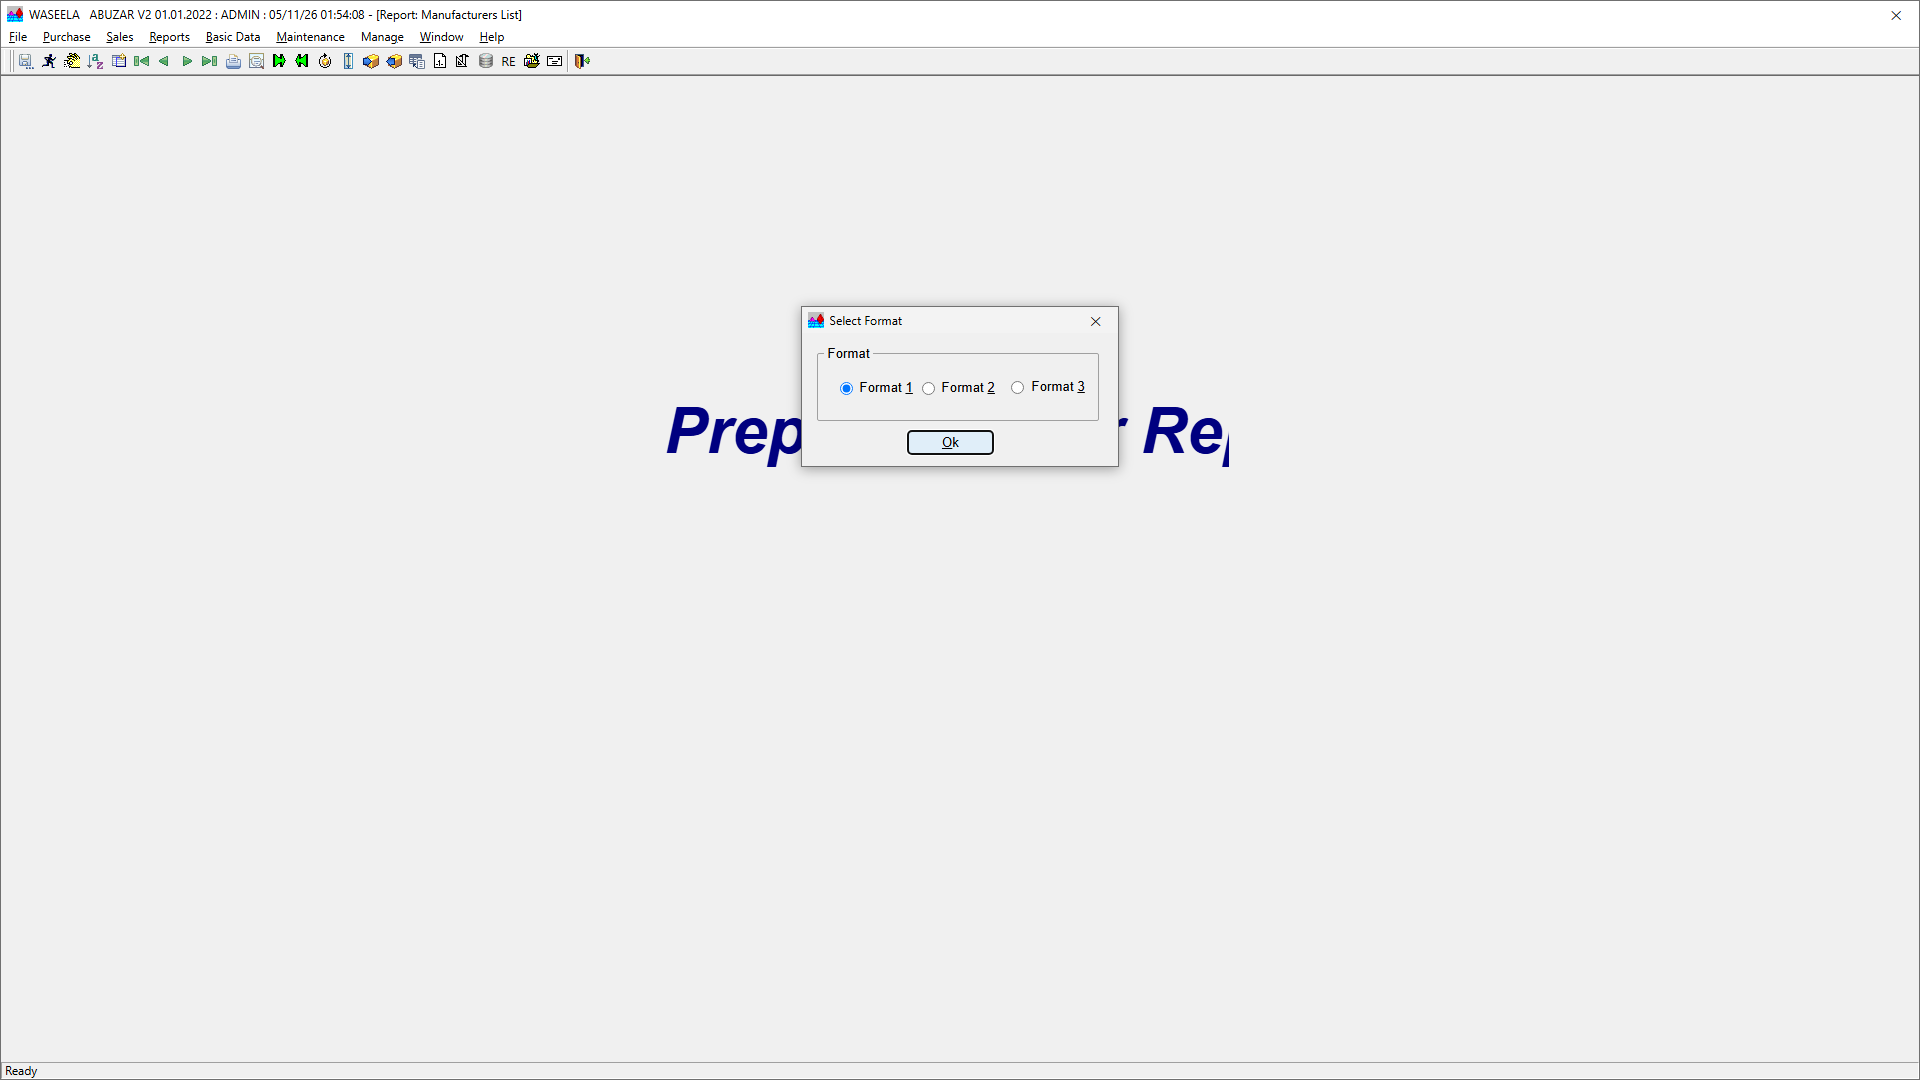 WASEELA ABUZAR V2 01.01.2022 : ADMIN : 05/11/26 01:54:08 - [Report: Manufacturers List]
File Purchase Sales Reports Basic Data Maintenance Manage Window Help
RE
Select Format
Format
Format 1 Format 2 Format 3
Ok
Ready